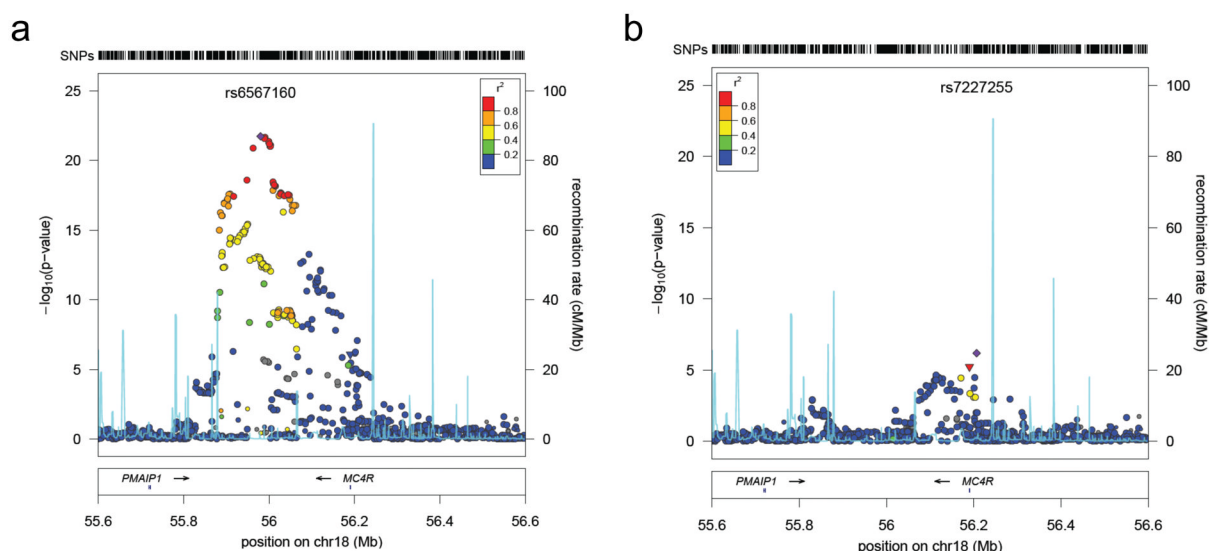 a
SNPs
rs6567160
r²
0.8
0.6
0.4
0.2
25
20
15
10
5
0
−log10(p−value)
100
80
60
40
20
0
recombination rate (cM/Mb)
PMAIP1
MC4R
55.6 55.8 56 56.2 56.4 56.6
position on chr18 (Mb)
b
SNPs
rs7227255
r²
0.8
0.6
0.4
0.2
25
20
15
10
5
0
−log10(p−value)
100
80
60
40
20
0
recombination rate (cM/Mb)
PMAIP1
MC4R
55.6 55.8 56 56.2 56.4 56.6
position on chr18 (Mb)